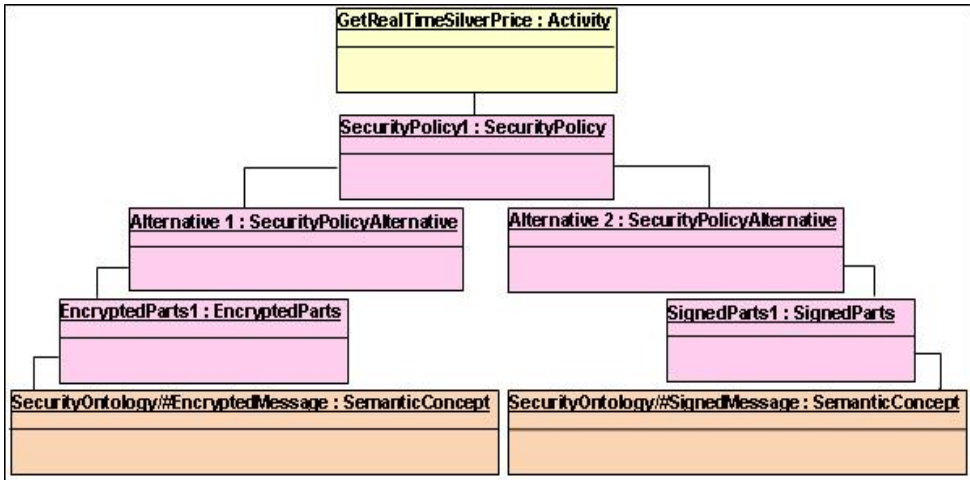 GetRealTimeSilverPrice : Activity
SecurityPolicy1 : SecurityPolicy
Alternative 1 : SecurityPolicyAlternative
Alternative 2 : SecurityPolicyAlternative
EncryptedParts1 : EncryptedParts
SignedParts1 : SignedParts
SecurityOntology/#EncryptedMessage : SemanticConcept
SecurityOntology/#SignedMessage : SemanticConcept